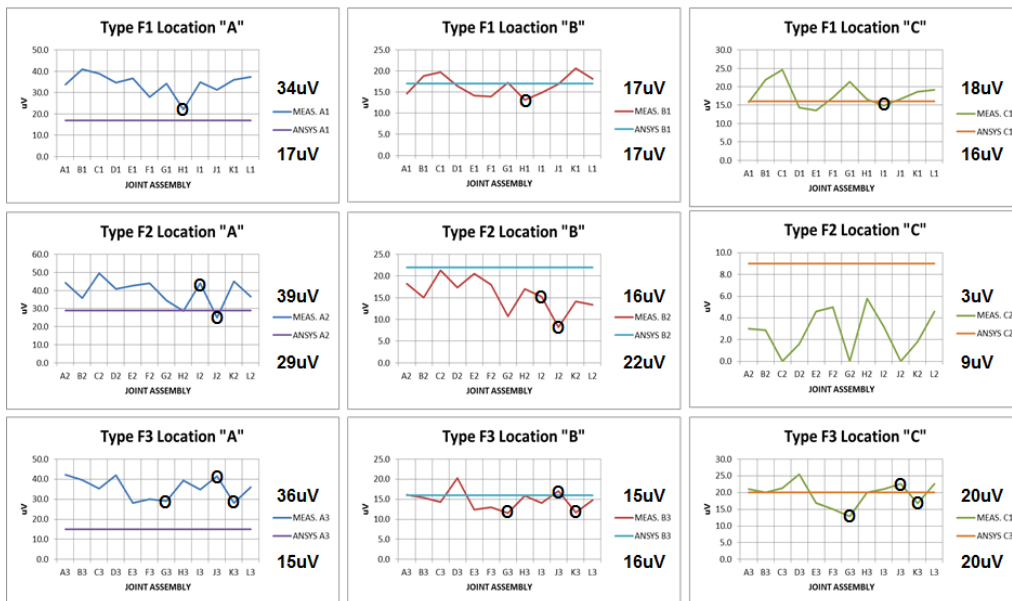 Type F1 Location "A"
50.0
40.0
30.0
20.0
10.0
0.0
uV
A1 B1 C1 D1 E1 F1 G1 H1 I1 J1 K1 L1
JOINT ASSEMBLY
34uV
MEAS. A1
ANSYS A1
17uV
Type F1 Loaction "B"
25.0
20.0
15.0
10.0
5.0
0.0
uV
A1 B1 C1 D1 E1 F1 G1 H1 I1 J1 K1 L1
JOINT ASSEMBLY
17uV
MEAS. B1
ANSYS B1
17uV
Type F1 Location "C"
30.0
25.0
20.0
15.0
10.0
5.0
0.0
uV
A1 B1 C1 D1 E1 F1 G1 H1 I1 J1 K1 L1
JOINT ASSEMBLY
18uV
MEAS. C1
ANSYS C1
16uV
Type F2 Location "A"
60.0
50.0
40.0
30.0
20.0
10.0
0.0
uV
A2 B2 C2 D2 E2 F2 G2 H2 I2 J2 K2 L2
JOINT ASSEMBLY
39uV
MEAS. A2
ANSYS A2
29uV
Type F2 Location "B"
25.0
20.0
15.0
10.0
5.0
0.0
uV
A2 B2 C2 D2 E2 F2 G2 H2 I2 J2 K2 L2
JOINT ASSEMBLY
16uV
MEAS. B2
ANSYS B2
22uV
Type F2 Location "C"
10.0
8.0
6.0
4.0
2.0
0.0
uV
A2 B2 C2 D2 E2 F2 G2 H2 I2 J2 K2 L2
JOINT ASSEMBLY
3uV
MEAS. C2
ANSYS C2
9uV
Type F3 Location "A"
50.0
40.0
30.0
20.0
10.0
0.0
uV
A3 B3 C3 D3 E3 F3 G3 H3 I3 J3 K3 L3
JOINT ASSEMBLY
36uV
MEAS. A3
ANSYS A3
15uV
Type F3 Location "B"
25.0
20.0
15.0
10.0
5.0
0.0
uV
A3 B3 C3 D3 E3 F3 G3 H3 I3 J3 K3 L3
JOINT ASSEMBLY
15uV
MEAS. B3
ANSYS B3
16uV
Type F3 Location "C"
30.0
25.0
20.0
15.0
10.0
5.0
0.0
uV
A3 B3 C3 D3 E3 F3 G3 H3 I3 J3 K3 L3
JOINT ASSEMBLY
20uV
MEAS. C3
ANSYS C3
20uV